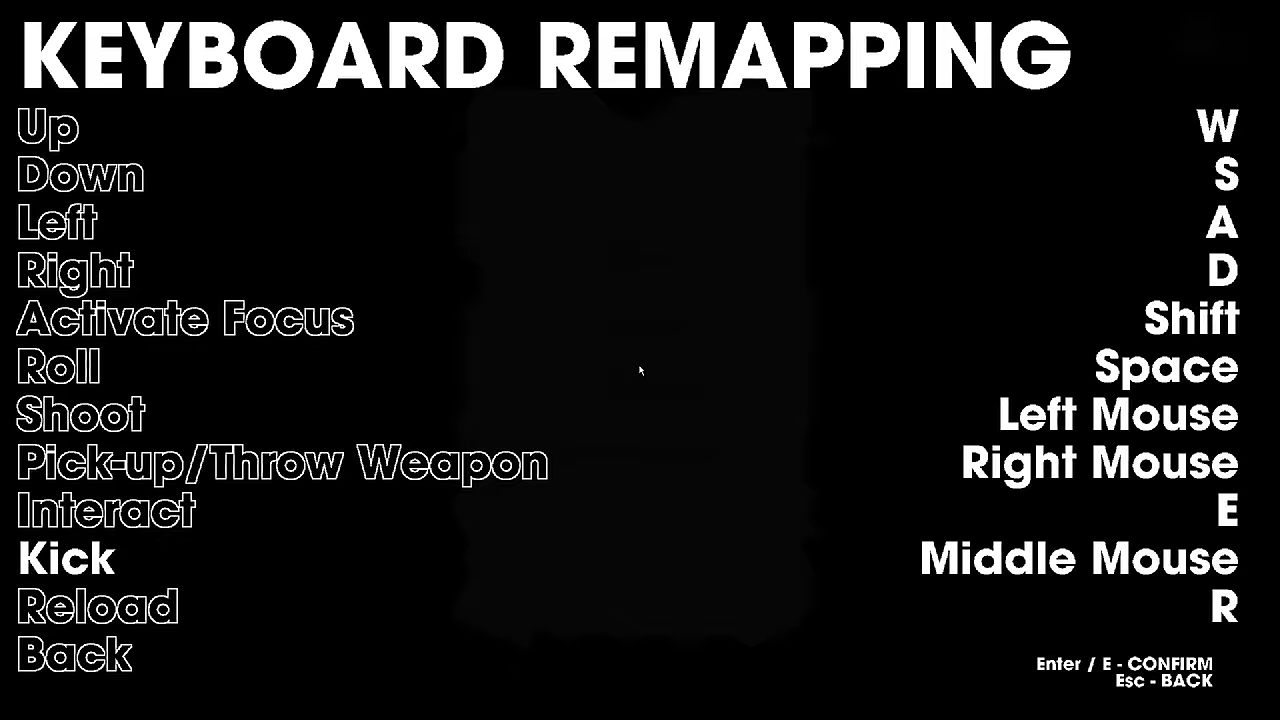 KEYBOARD REMAPPING
Up W
Down S
Left A
Right D
Activate Focus Shift
Roll Space
Shoot Left Mouse
Pick-up/Throw Weapon Right Mouse
Interact E
Kick Middle Mouse
Reload R
Back
Enter / E - CONFIRM
Esc - BACK